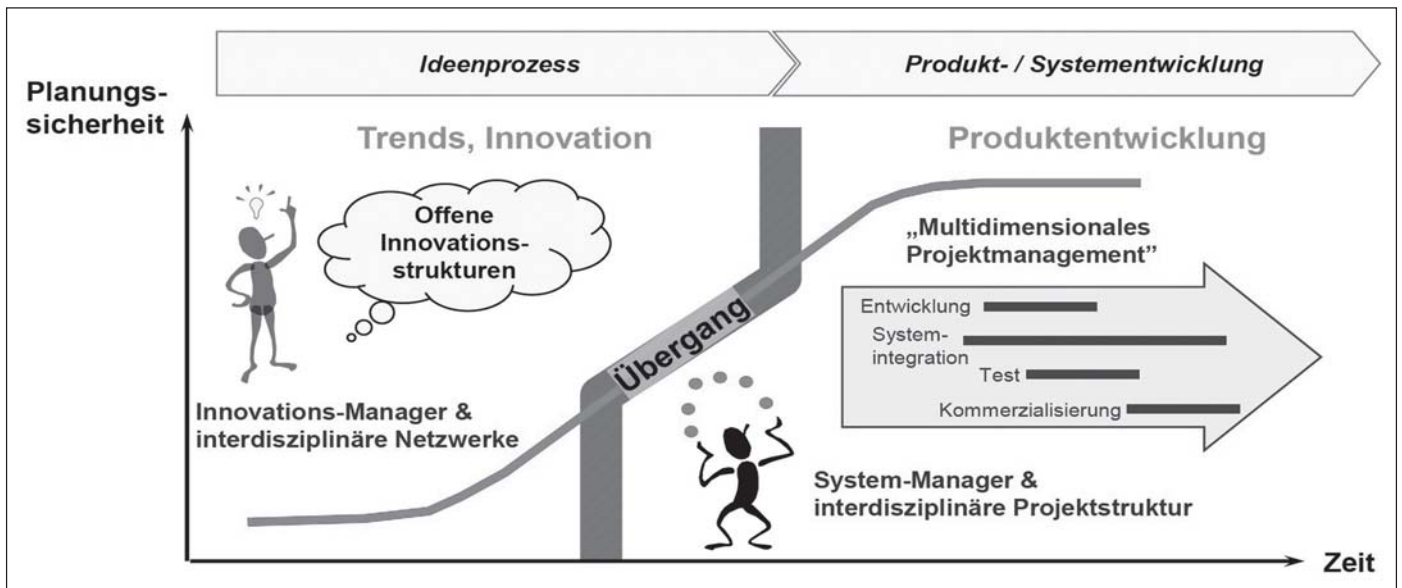 Ideenprozess
Produkt- / Systementwicklung
Planungs-
sicherheit
Trends, Innovation
Produktentwicklung
Offene
Innovations-
strukturen
„Multidimensionales
Projektmanagement”
Entwicklung
System-
integration
Test
Kommerzialisierung
Übergang
Innovations-Manager &
interdisziplinäre Netzwerke
System-Manager &
interdisziplinäre Projektstruktur
Zeit